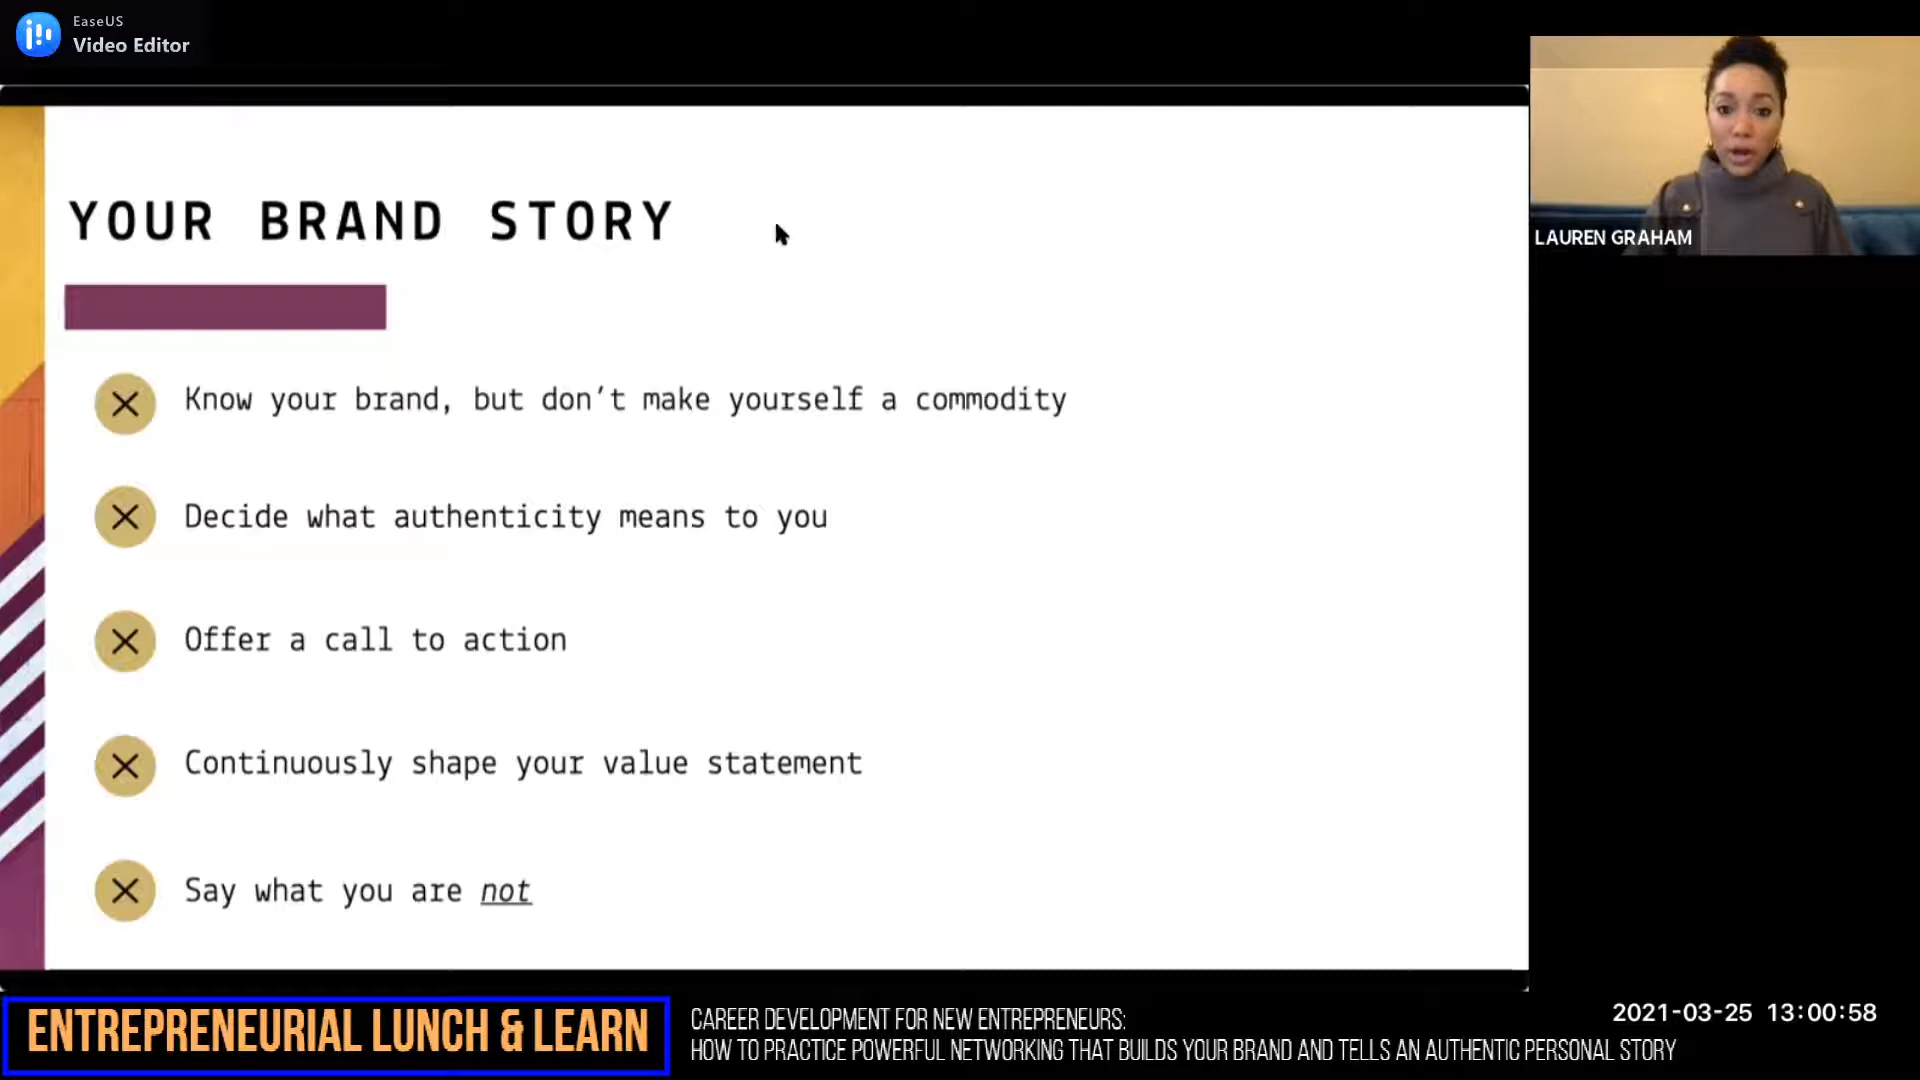 EaseUS
Video Editor
YOUR BRAND STORY
Know your brand, but don't make yourself a commodity
Decide what authenticity means to you
Offer a call to action
Continuously shape your value statement
Say what you are not
LAUREN GRAHAM
ENTREPRENEURIAL LUNCH & LEARN
CAREER DEVELOPMENT FOR NEW ENTREPRENEURS:
HOW TO PRACTICE POWERFUL NETWORKING THAT BUILDS YOUR BRAND AND TELLS AN AUTHENTIC PERSONAL STORY
2021-03-25 13:00:58